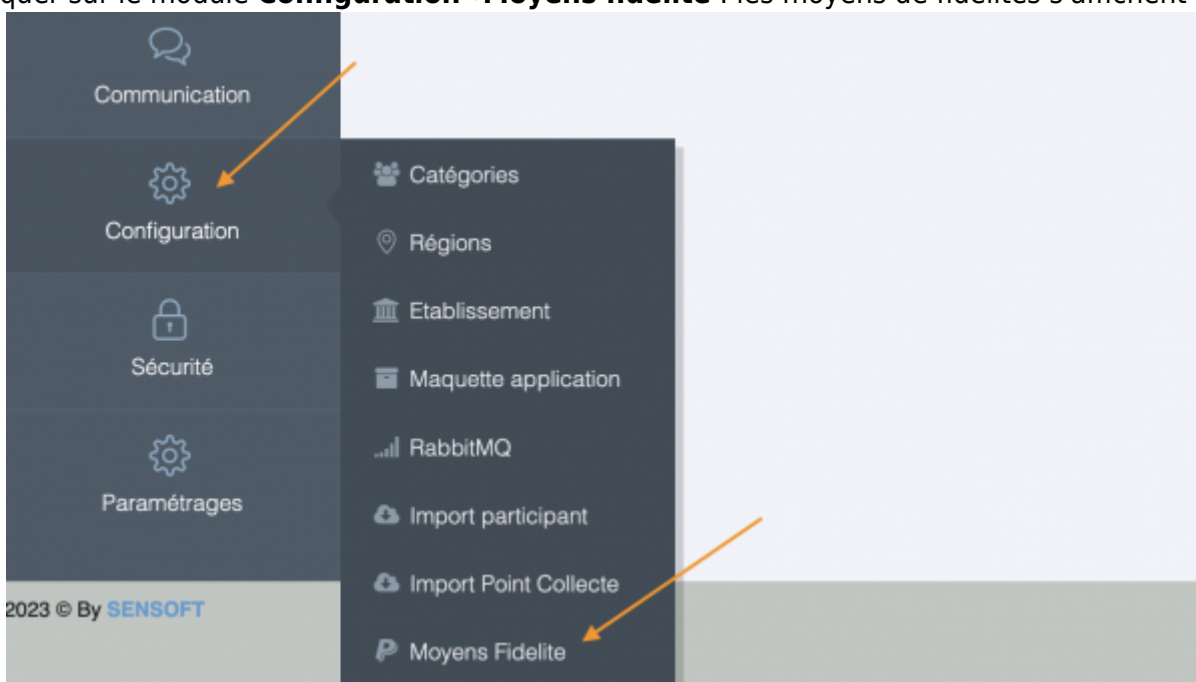 quer sur le module Configuration Moyens fidelite les moyens de fidelites s'affichent
Communication
Configuration
Sécurité
Paramétrages
Catégories
Régions
Etablissement
Maquette application
RabbitMQ
Import participant
Import Point Collecte
Moyens Fidelite
2023 © By SENSOFT